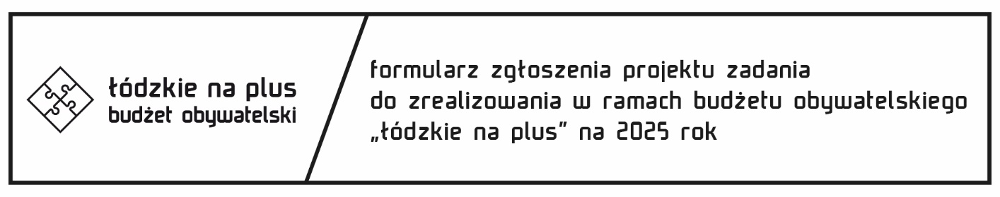 łódzkie na plus
budżet obywatelski
formularz zgłoszenia projektu zadania
do zrealizowania w ramach budżetu obywatelskiego
„łódzkie na plus” na 2025 rok